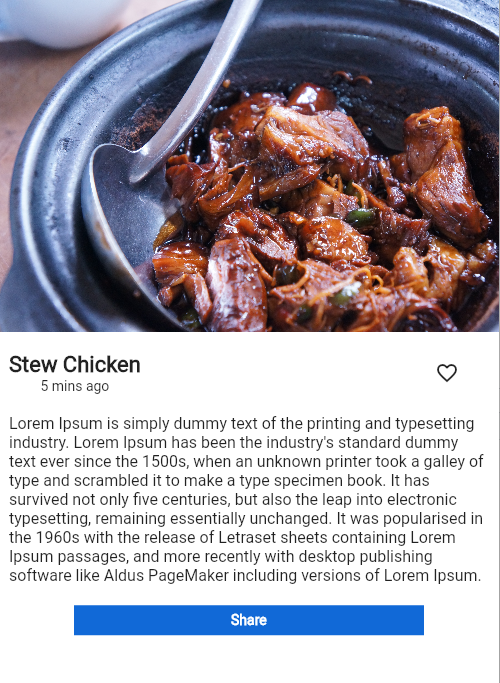 Stew Chicken
5 mins ago
Lorem Ipsum is simply dummy text of the printing and typesetting
industry. Lorem Ipsum has been the industry's standard dummy
text ever since the 1500s, when an unknown printer took a galley of
type and scrambled it to make a type specimen book. It has
survived not only five centuries, but also the leap into electronic
typesetting, remaining essentially unchanged. It was popularised in
the 1960s with the release of Letraset sheets containing Lorem
Ipsum passages, and more recently with desktop publishing
software like Aldus PageMaker including versions of Lorem Ipsum.
Share